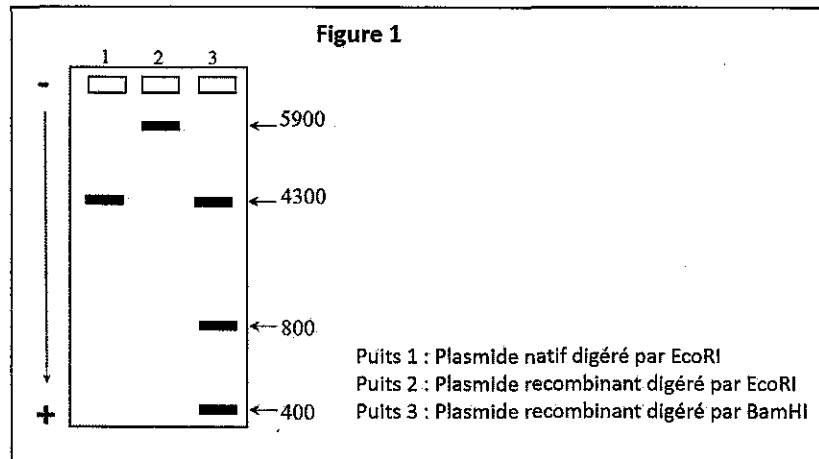 Figure 1
1 2 3
-
5900
4300
800
Puits 1 : Plasmide natif digéré par EcoRI
Puits 2 : Plasmide recombinant digéré par EcoRI
+
400
Puits 3 : Plasmide recombinant digéré par BamHI